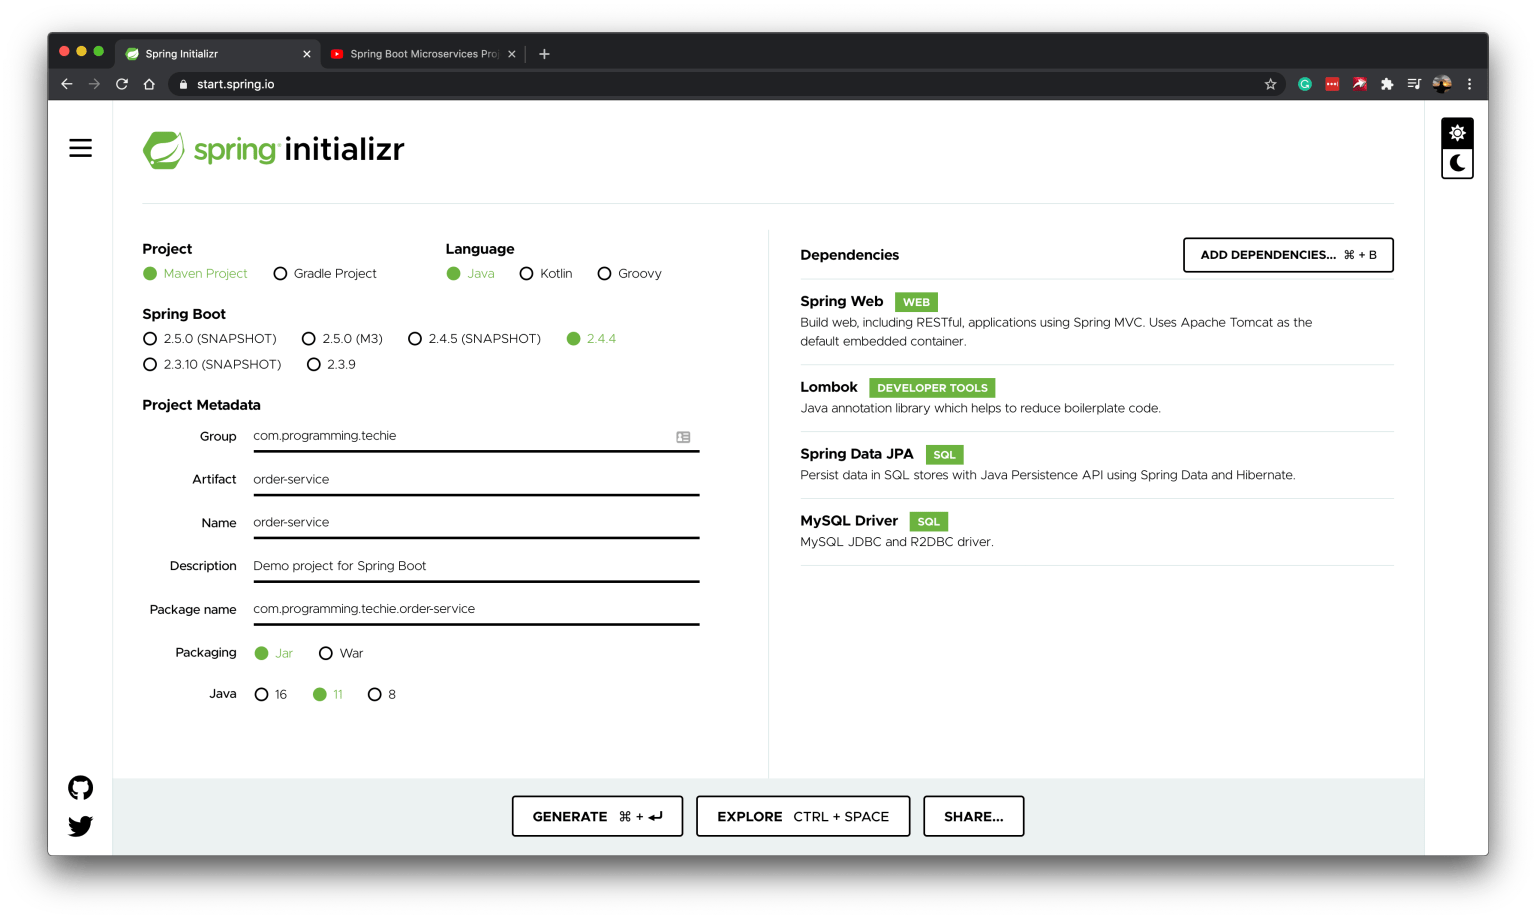 Spring Initializr
Spring Boot Microservices Pro
start.spring.io
spring initializr
Project
Maven Project Gradle Project
Language
Java Kotlin Groovy
Spring Boot
2.5.0 (SNAPSHOT) 2.5.0 (M3) 2.4.5 (SNAPSHOT) 2.4.4
2.3.10 (SNAPSHOT) 2.3.9
Project Metadata
Group com.programming.techie
Artifact order-service
Name order-service
Description Demo project for Spring Boot
Package name com.programming.techie.order-service
Packaging Jar War
Java 16 11 8
Dependencies
ADD DEPENDENCIES... ⌘ + B
Spring Web WEB
Build web, including RESTful, applications using Spring MVC. Uses Apache Tomcat as the
default embedded container.
Lombok DEVELOPER TOOLS
Java annotation library which helps to reduce boilerplate code.
Spring Data JPA SQL
Persist data in SQL stores with Java Persistence API using Spring Data and Hibernate.
MySQL Driver SQL
MySQL JDBC and R2DBC driver.
GENERATE ⌘ + ↵
EXPLORE CTRL + SPACE
SHARE...